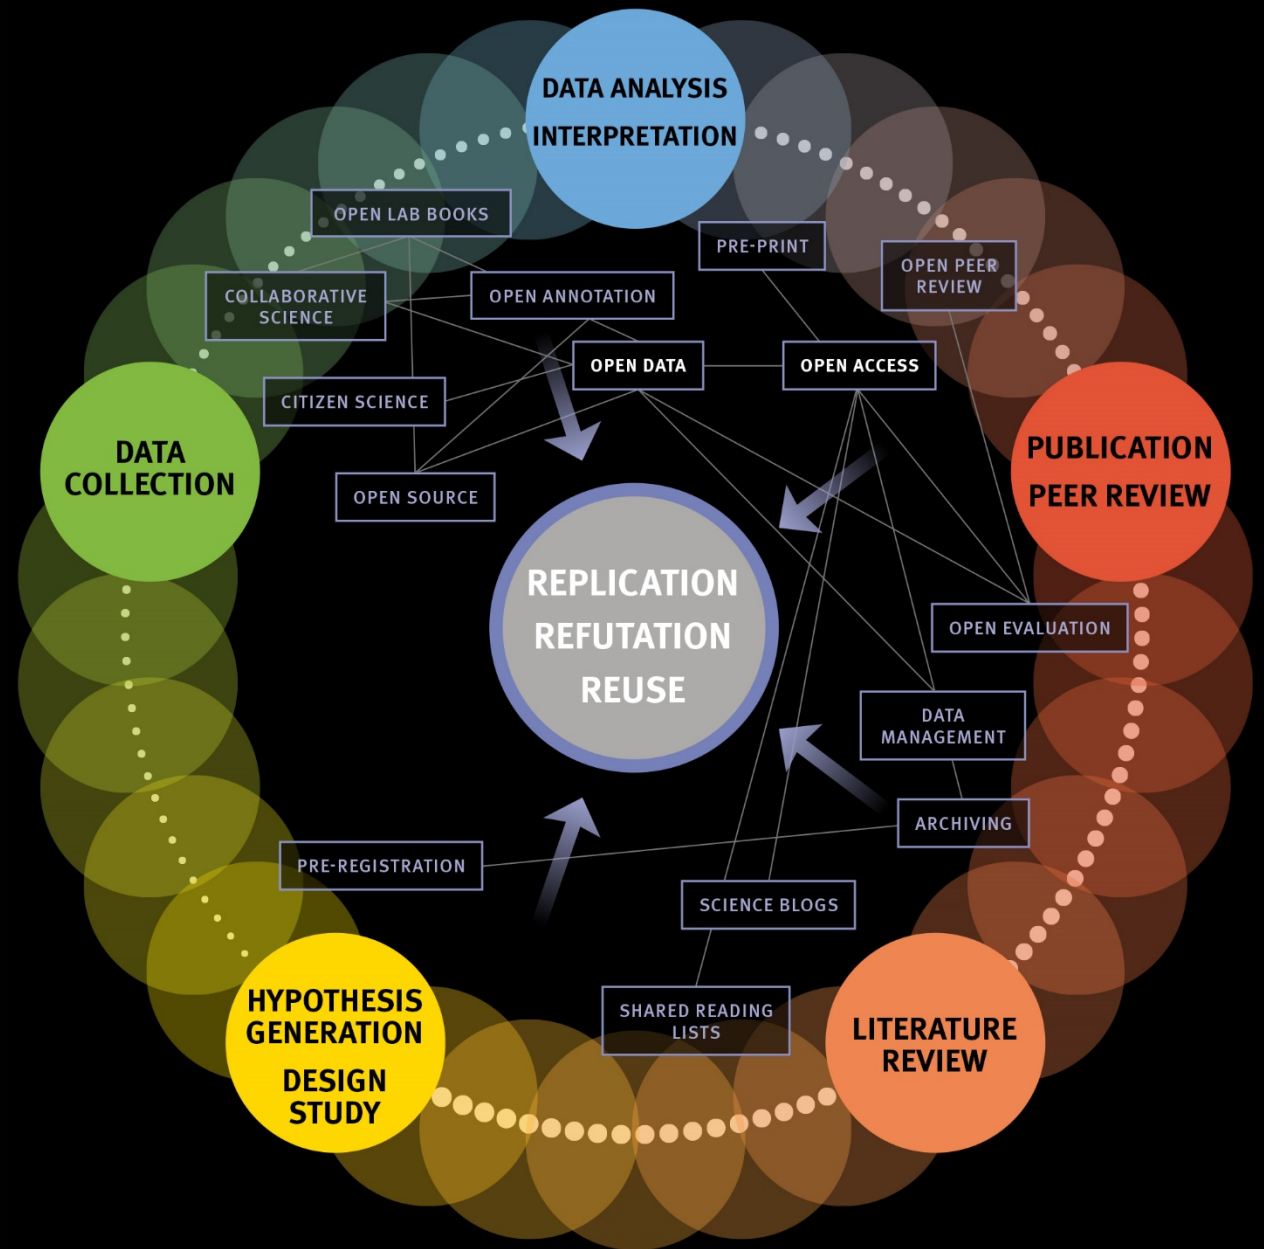 DATA ANALYSIS
INTERPRETATION
OPEN LAB BOOKS
PRE-PRINT
OPEN PEER
REVIEW
COLLABORATIVE
SCIENCE
OPEN ANNOTATION
OPEN DATA
OPEN ACCESS
CITIZEN SCIENCE
DATA
COLLECTION
PUBLICATION
PEER REVIEW
OPEN SOURCE
REPLICATION
REFUTATION
REUSE
OPEN EVALUATION
DATA
MANAGEMENT
ARCHIVING
PRE-REGISTRATION
SCIENCE BLOGS
HYPOTHESIS
GENERATION
DESIGN
STUDY
SHARED READING
LISTS
LITERATURE
REVIEW